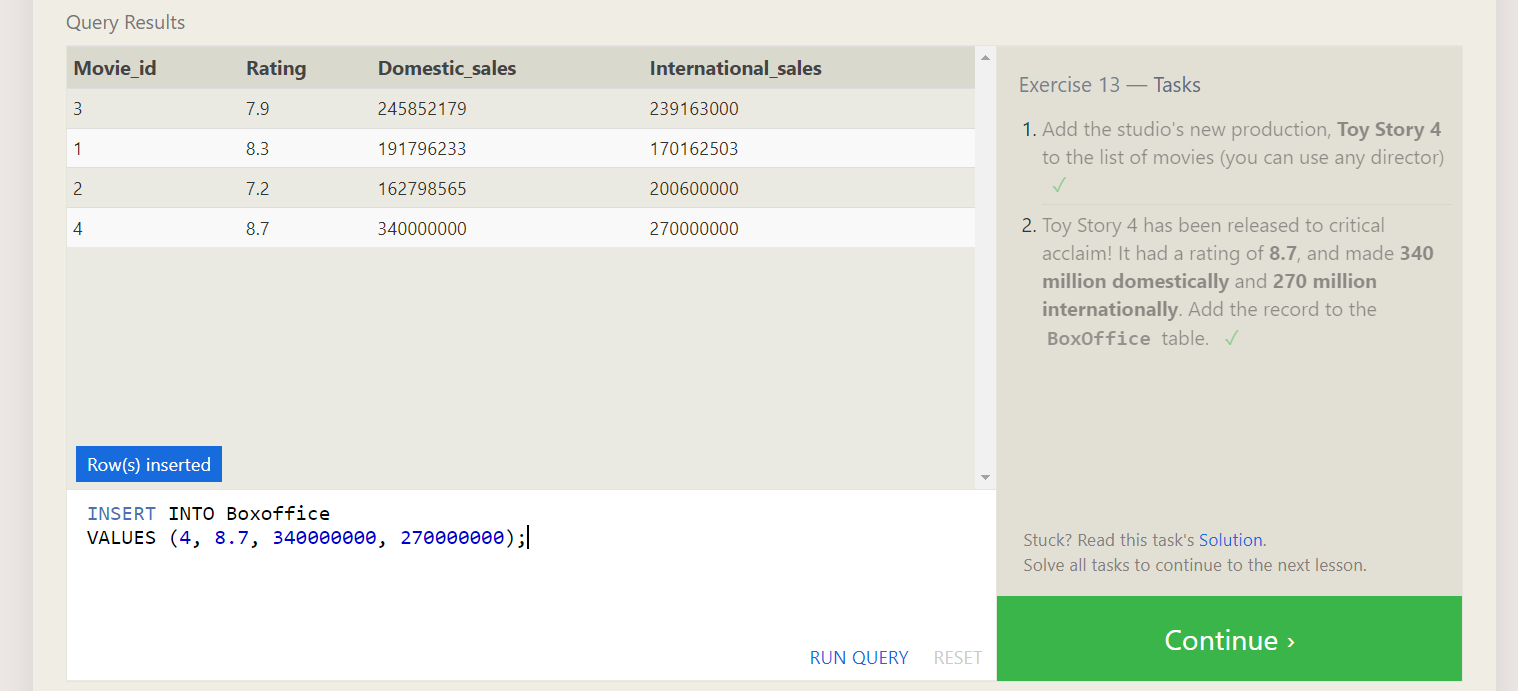 Query Results
Movie_id Rating Domestic_sales International_sales
3 7.9 245852179 239163000
1 8.3 191796233 170162503
2 7.2 162798565 200600000
4 8.7 340000000 270000000
Row(s) inserted
INSERT INTO Boxoffice
VALUES (4, 8.7, 340000000, 270000000);
RUN QUERY RESET
Exercise 13 — Tasks
1. Add the studio's new production, Toy Story 4
to the list of movies (you can use any director)
✓
2. Toy Story 4 has been released to critical
acclaim! It had a rating of 8.7, and made 340
million domestically and 270 million
internationally. Add the record to the
BoxOffice table. ✓
Stuck? Read this task's Solution.
Solve all tasks to continue to the next lesson.
Continue ›